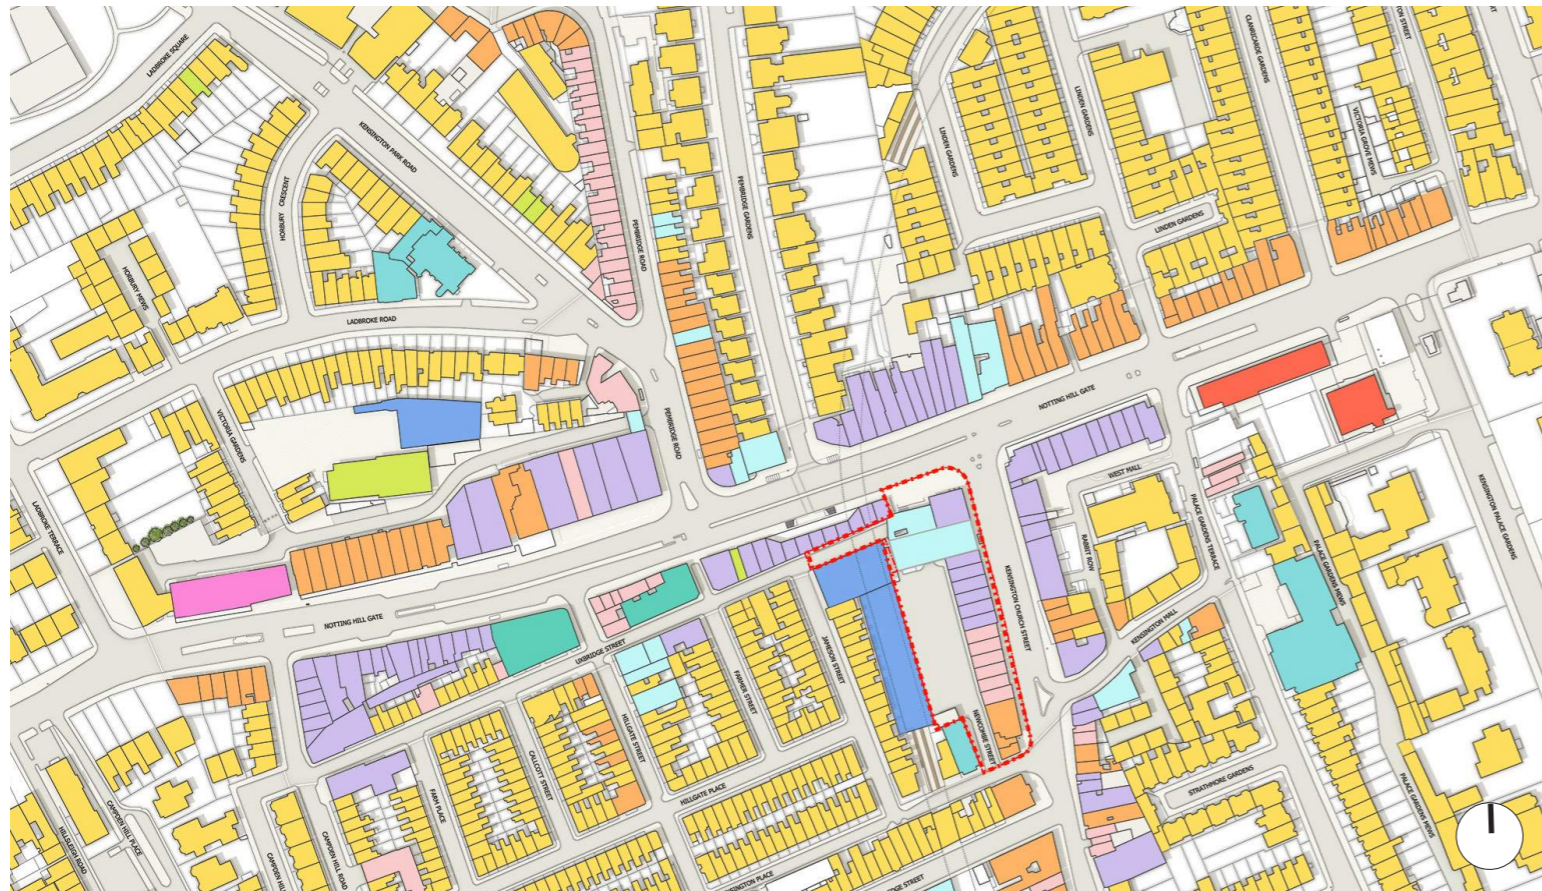 LADBROKE SQUARE
KENSINGTON PARK ROAD
HORBURY CRESCENT
HORBURY MEWS
LADBROKE ROAD
PEMBRIDGE ROAD
PEMBRIDGE GARDENS
LINDEN GARDENS
LINDEN GARDENS
CLANRICARDE GARDENS
VICTORIA GROVE MEWS
LINDEN GARDENS
VICTORIA GARDENS
LADBROKE TERRACE
PEMBRIDGE ROAD
NOTTING HILL GATE
WEST MALL
RABBIT ROW
PALACE GARDENS TERRACE
PALACE GARDENS MEWS
KENSINGTON PALACE GARDENS
NOTTING HILL GATE
UXBRIDGE STREET
KENSINGTON CHURCH STREET
KENSINGTON MALL
JAMESON STREET
FARMER STREET
HILLGATE STREET
CALLCOTT STREET
FARM PLACE
NEWCOMBE STREET
HILLGATE PLACE
STRATHMORE GARDENS
PALACE GARDENS MEWS
CAMPDEN HILL PLACE
HILLSLEIGH ROAD
CAMPDEN HILL ROAD